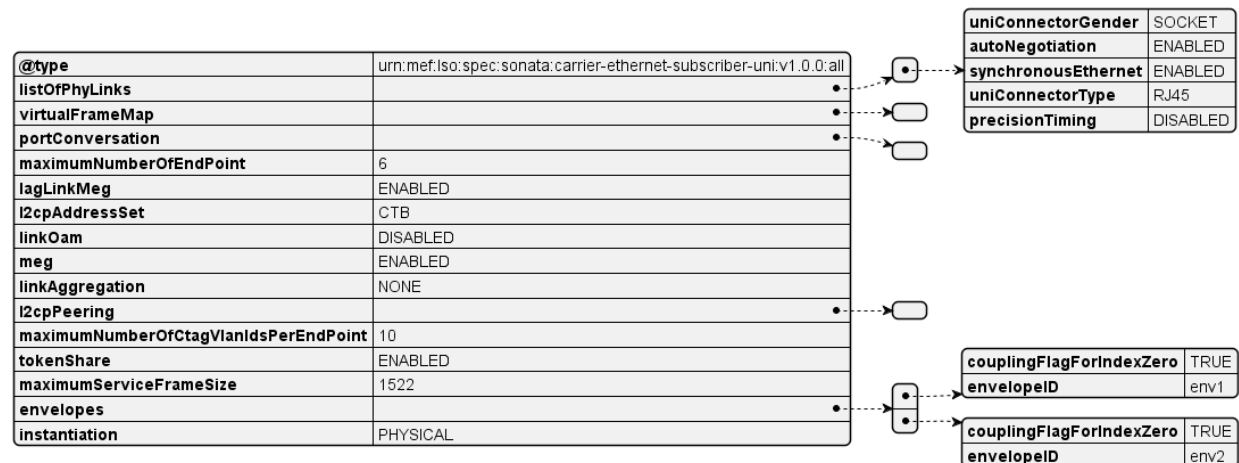 @type urn:mef:lso:spec:sonata:carrier-ethernet-subscriber-uni:v1.0.0:all
listOfPhyLinks
virtualFrameMap
portConversation
maximumNumberOfEndPoint 6
lagLinkMeg ENABLED
l2cpAddressSet CTB
linkOam DISABLED
meg ENABLED
linkAggregation NONE
l2cpPeering
maximumNumberOfCtagVlanIdsPerEndPoint 10
tokenShare ENABLED
maximumServiceFrameSize 1522
envelopes
instantiation PHYSICAL
uniConnectorGender SOCKET
autoNegotiation ENABLED
synchronousEthernet ENABLED
uniConnectorType RJ45
precisionTiming DISABLED
couplingFlagForIndexZero TRUE
envelopeID env1
couplingFlagForIndexZero TRUE
envelopeID env2